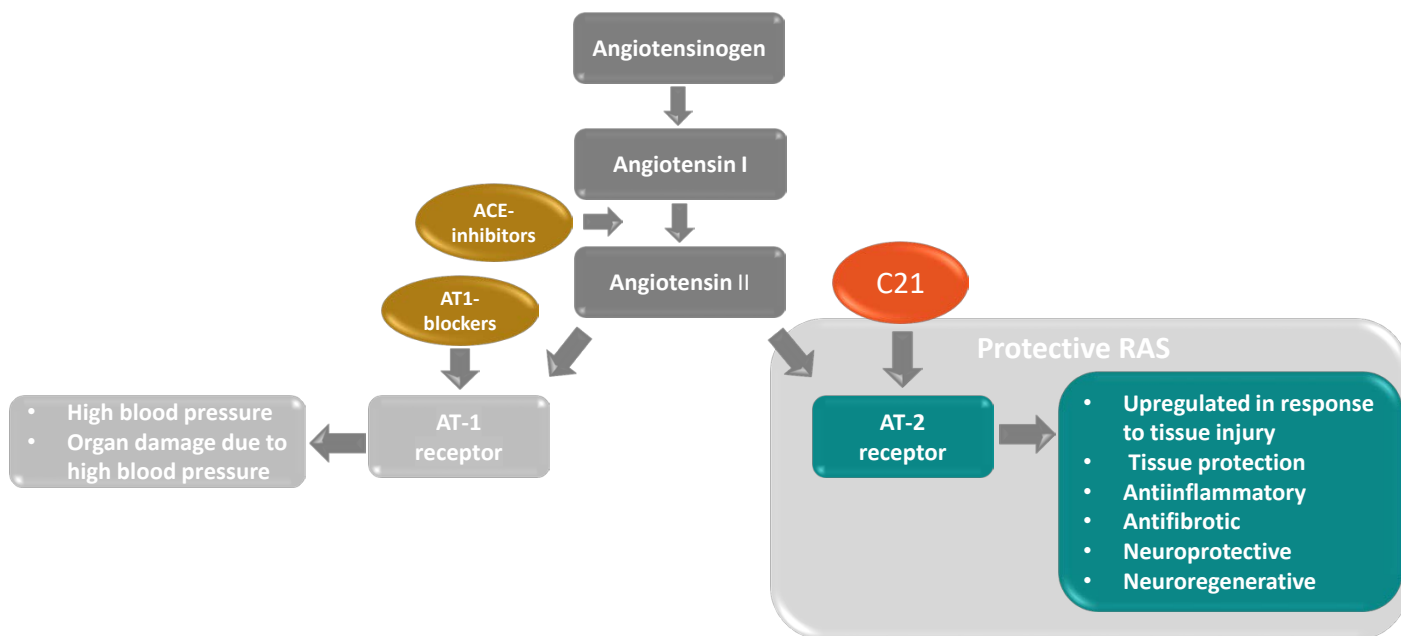 Angiotensinogen
Angiotensin I
ACE-
inhibitors
Angiotensin II
C21
AT1-
blockers
Protective RAS
• High blood pressure
• Organ damage due to
high blood pressure
AT-1
receptor
AT-2
receptor
• Upregulated in response
to tissue injury
• Tissue protection
• Antiinflammatory
• Antifibrotic
• Neuroprotective
• Neuroregenerative